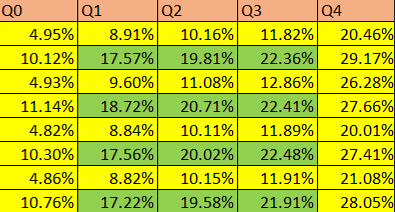 Q0 Q1 Q2 Q3 Q4
4.95% 8.91% 10.16% 11.82% 20.46%
10.12% 17.57% 19.81% 22.36% 29.17%
4.93% 9.60% 11.08% 12.86% 26.28%
11.14% 18.72% 20.71% 22.41% 27.66%
4.82% 8.84% 10.11% 11.89% 20.01%
10.30% 17.56% 20.02% 22.48% 27.41%
4.86% 8.82% 10.15% 11.91% 21.08%
10.76% 17.22% 19.58% 21.91% 28.05%